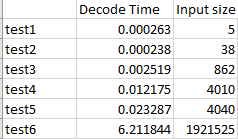 Decode Time Input size
test1 0.000263 5
test2 0.000238 38
test3 0.002519 862
test4 0.012175 4010
test5 0.023287 4040
test6 6.211844 1921525